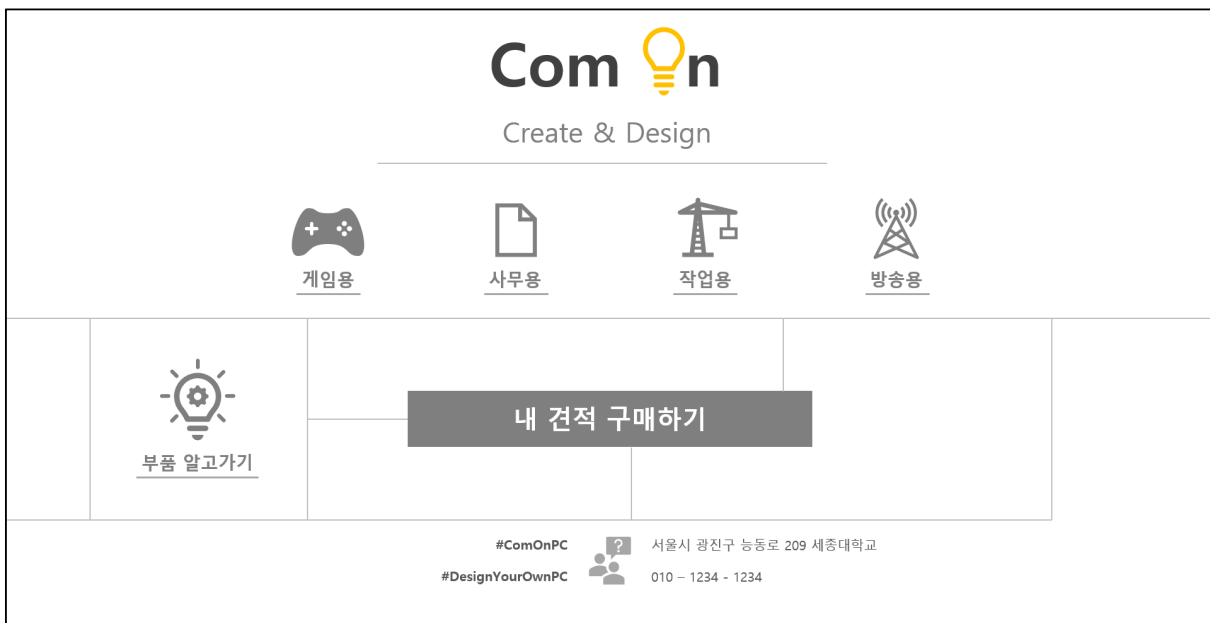 Com On
Create & Design
게임용
사무용
작업용
방송용
부품 알고가기
내 견적 구매하기
#ComOnPC
?
서울시 광진구 능동로 209 세종대학교
#DesignYourOwnPC
010 – 1234 - 1234